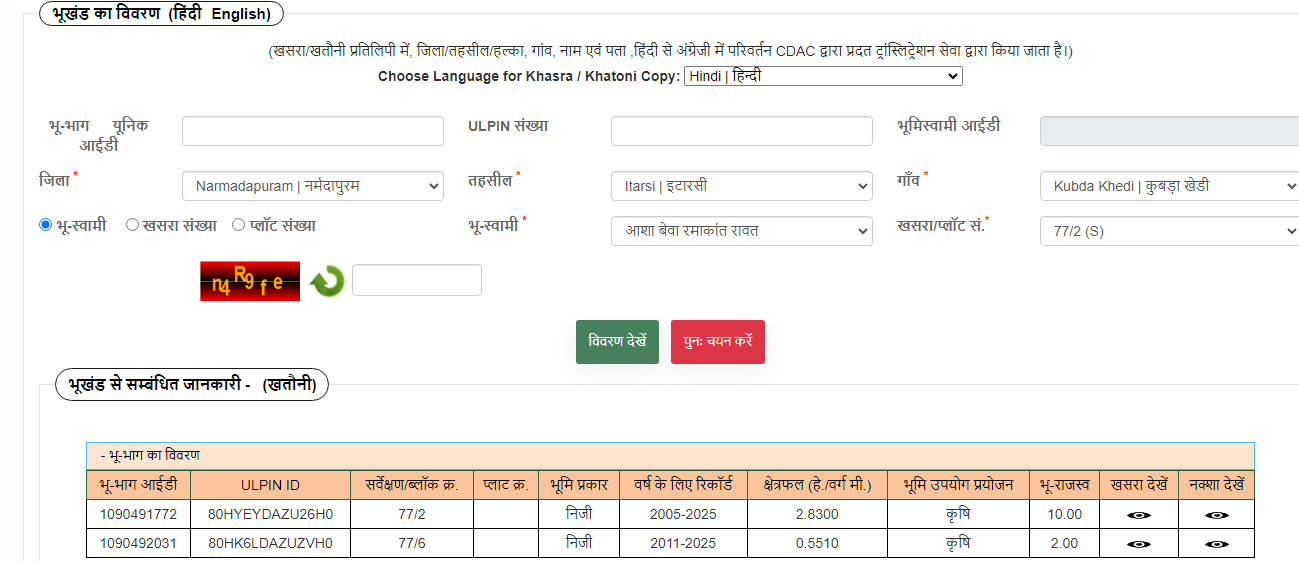 भूखंड का विवरण (हिंदी English)
(खसरा/खतौनी प्रतिलिपी में, जिला/तहसील/हल्का, गांव, नाम एवं पता ,हिंदी से अंग्रेजी में परिवर्तन CDAC द्वारा प्रदत ट्रांस्लिट्रेशन सेवा द्वारा किया जाता है।)
Choose Language for Khasra / Khatoni Copy: Hindi | हिन्दी
भू-भाग यूनिक आईडी ULPIN संख्या भूमिस्वामी आईडी
जिला * Narmadapuram | नर्मदापुरम तहसील * Itarsi | इटारसी गाँव * Kubda Khedi | कुबड़ा खेडी
भू-स्वामी खसरा संख्या प्लॉट संख्या भू-स्वामी * आशा बेवा रमाकांत रावत खसरा/प्लॉट सं.* 77/2 (S)
n4R9fe
विवरण देखें पुनः चयन करें
भूखंड से सम्बंधित जानकारी - (खतौनी)
- भू-भाग का विवरण
भू-भाग आईडी ULPIN ID सर्वेक्षण/ब्लॉक क्र. प्लाट क्र. भूमि प्रकार वर्ष के लिए रिकॉर्ड क्षेत्रफल (हे./वर्ग मी.) भूमि उपयोग प्रयोजन भू-राजस्व खसरा देखें नक्शा देखें
1090491772 80HYEYDAZU26H0 77/2 निजी 2005-2025 2.8300 कृषि 10.00
1090492031 80HK6LDAZUZVH0 77/6 निजी 2011-2025 0.5510 कृषि 2.00